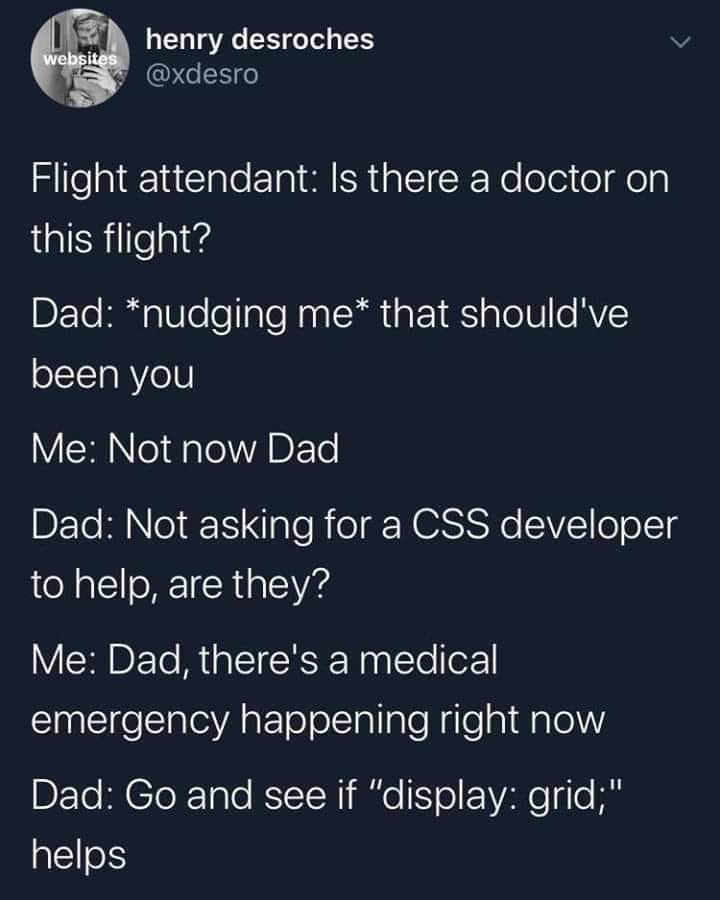 websites
henry desroches
@xdesro
Flight attendant: Is there a doctor on
this flight?
Dad: *nudging me* that should've
been you
Me: Not now Dad
Dad: Not asking for a CSS developer
to help, are they?
Me: Dad, there's a medical
emergency happening right now
Dad: Go and see if “display: grid;"
helps